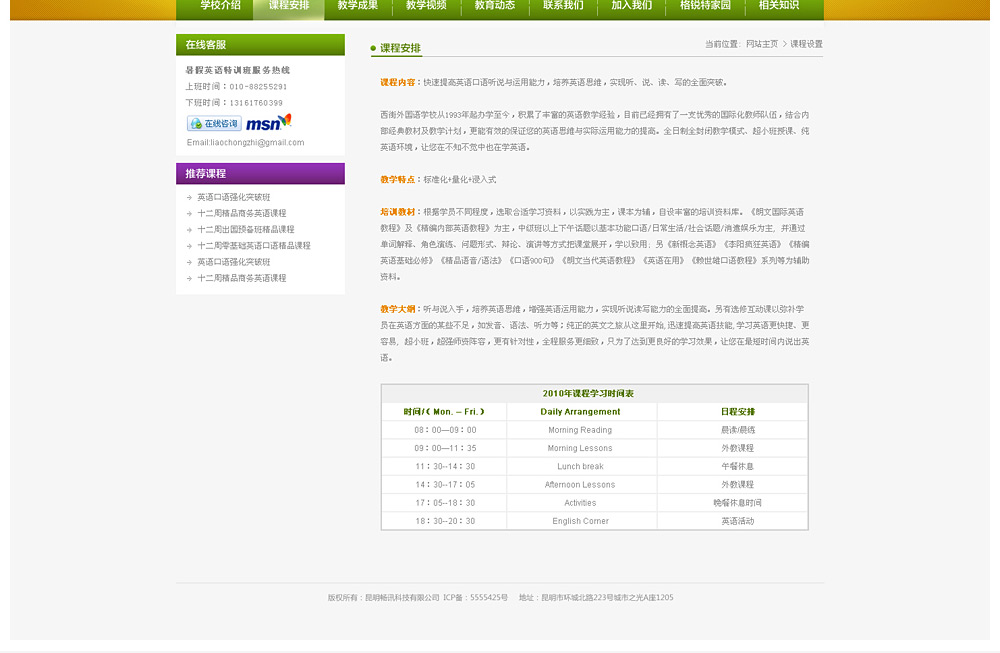 学校介绍 课程安排 教学成果 教学视频 教育动态 联系我们 加入我们 格锐特家园 相关知识
在线客服
暑假英语特训班服务热线
上班时间：010-88255291
下班时间：13161760399
在线咨询 msn
Email:liaochongzhi@gmail.com
推荐课程
英语口语强化突破班
十二周精品商务英语课程
十二周出国预备班精品课程
十二周零基础英语口语精品课程
英语口语强化突破班
十二周精品商务英语课程
课程安排
当前位置：网站主页 > 课程设置
课程内容：快速提高英语口语听说与运用能力，培养英语思维，实现听、说、读、写的全面突破。
西街外国语学校从1993年起办学至今，积累了丰富的英语教学经验，目前已经拥有了一支优秀的国际化教师队伍，结合内
部经典教材及教学计划，更能有效的保证您的英语思维与实际运用能力的提高。全日制全封闭教学模式、超小班授课、纯
英语环境，让您在不知不觉中也在学英语。
教学特点：标准化+量化+浸入式
培训教材：根据学员不同程度，选取合适学习资料，以实践为主，课本为辅，自设丰富的培训资料库。《朗文国际英语
教程》及《精编内部英语教程》为主，中级班以上下午话题以基本功能口语/日常生活/社会话题/消遣娱乐为主，并通过
单词解释、角色演练、问题形式、辩论、演讲等方式把课堂展开，学以致用；另《新概念英语》《李阳疯狂英语》《精编
英语基础必修》《精品语音/语法》《口语900句》《朗文当代英语教程》《英语在用》《赖世雄口语教程》系列等为辅助
资料。
教学大纲：听与说入手，培养英语思维，增强英语运用能力，实现听说读写能力的全面提高。另有选修互动课以弥补学
员在英语方面的某些不足，如发音、语法、听力等；纯正的英文之旅从这里开始,迅速提高英语技能,学习英语更快捷、更
容易，超小班，超强师资阵容，更有针对性，全程服务更细致，只为了达到更良好的学习效果，让您在最短时间内说出英
语。
2010年课程学习时间表
时间/（ Mon. – Fri. ） Daily Arrangement 日程安排
08：00—09：00 Morning Reading 晨读/晨练
09：00—11：35 Morning Lessons 外教课程
11：30--14：30 Lunch break 午餐休息
14：30--17：05 Afternoon Lessons 外教课程
17：05--18：30 Activities 晚餐休息时间
18：30--20：30 English Corner 英语活动
版权所有：昆明畅讯科技有限公司 ICP备：5555425号 地址：昆明市环城北路223号城市之光A座1205